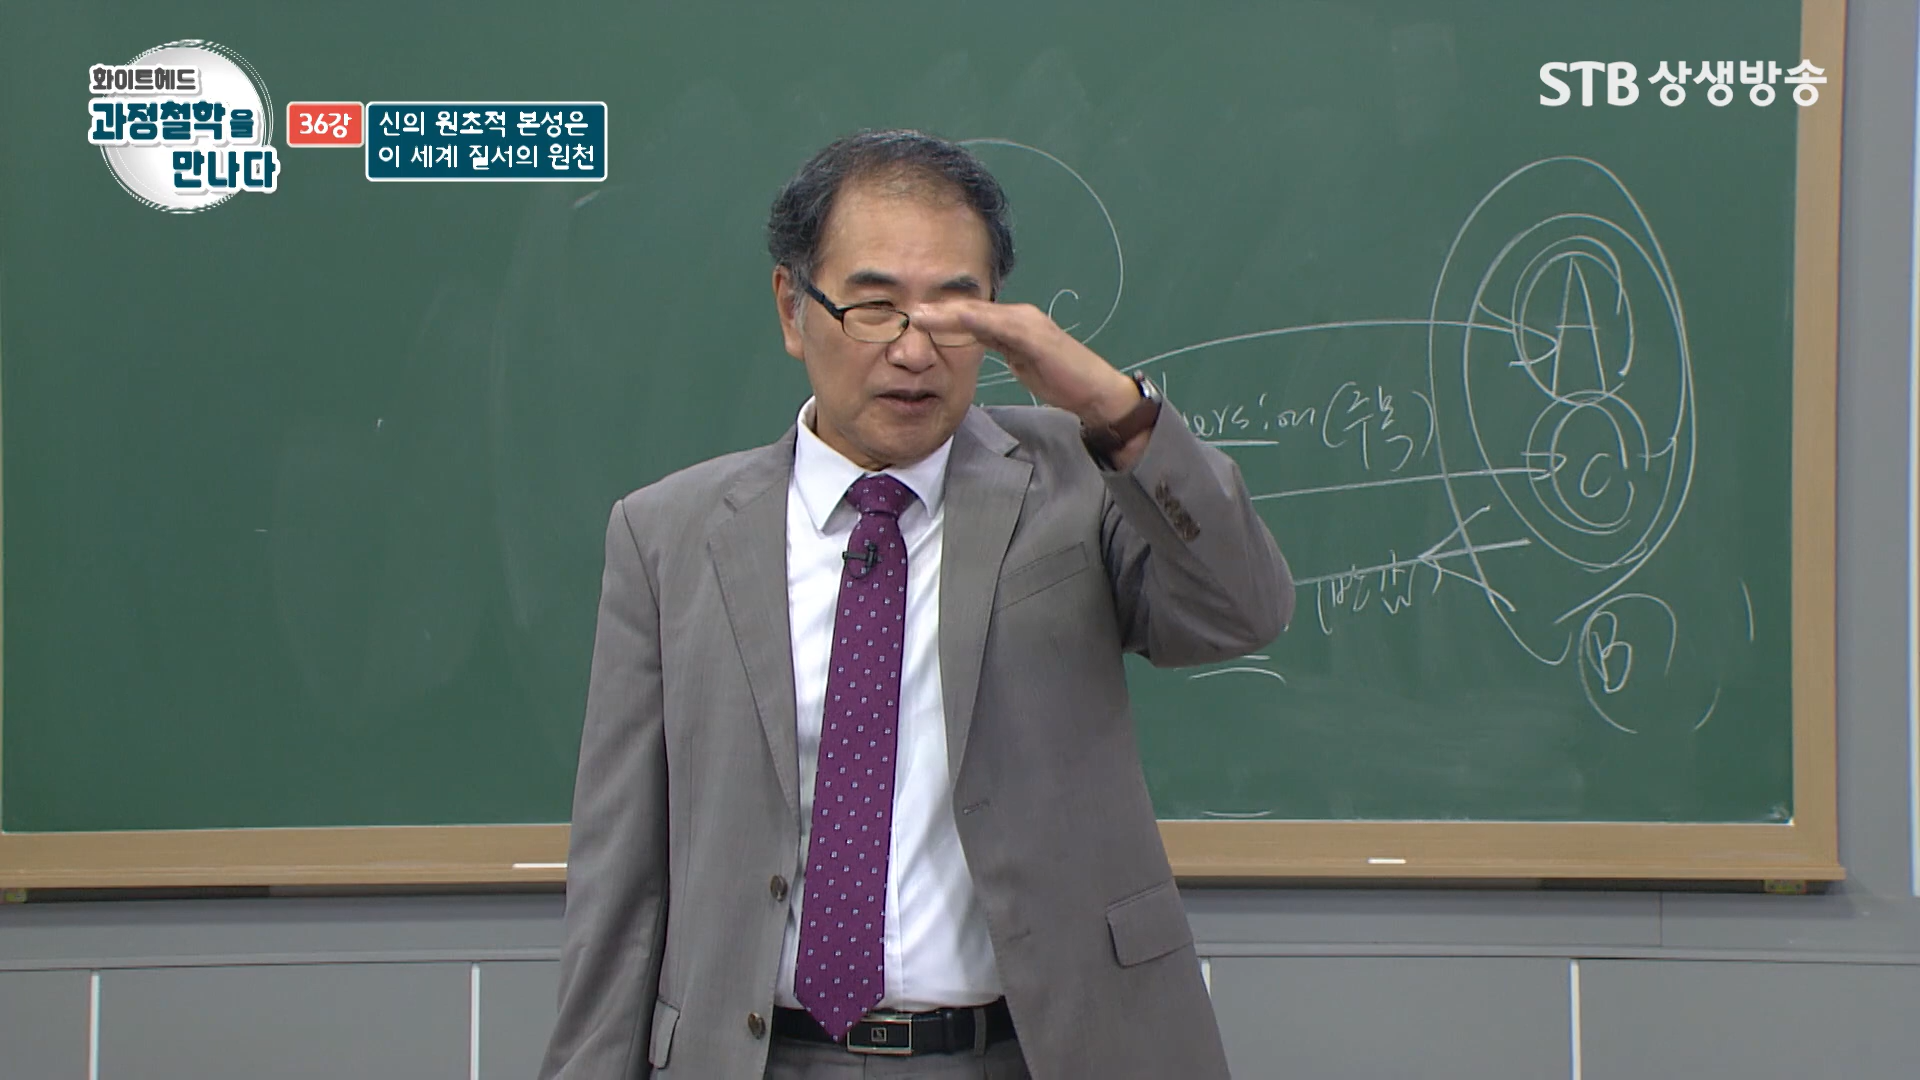 화이트헤드
과정철학을
만나다
36강
신의 원초적 본성은
이 세계 질서의 원천
STB 상생방송
C
A
C
B